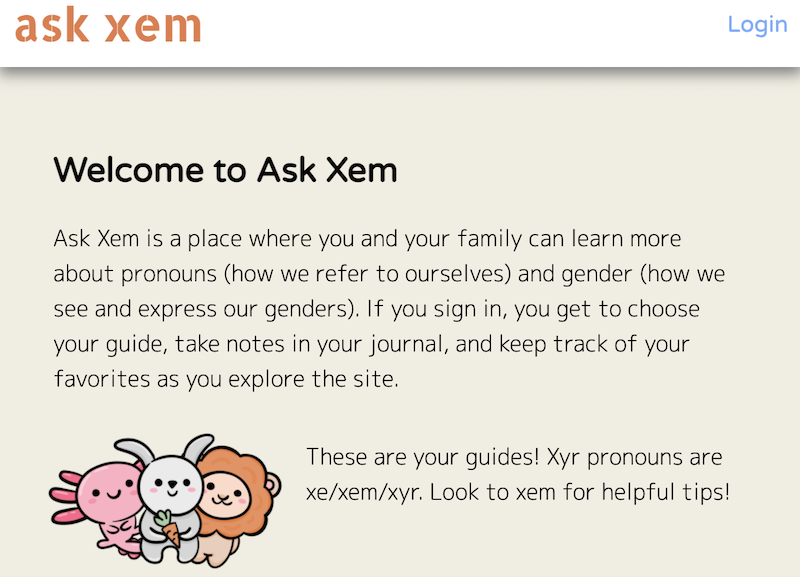 ask xem
Login
Welcome to Ask Xem
Ask Xem is a place where you and your family can learn more
about pronouns (how we refer to ourselves) and gender (how we
see and express our genders). If you sign in, you get to choose
your guide, take notes in your journal, and keep track of your
favorites as you explore the site.
These are your guides! Xyr pronouns are
xe/xem/xyr. Look to xem for helpful tips!